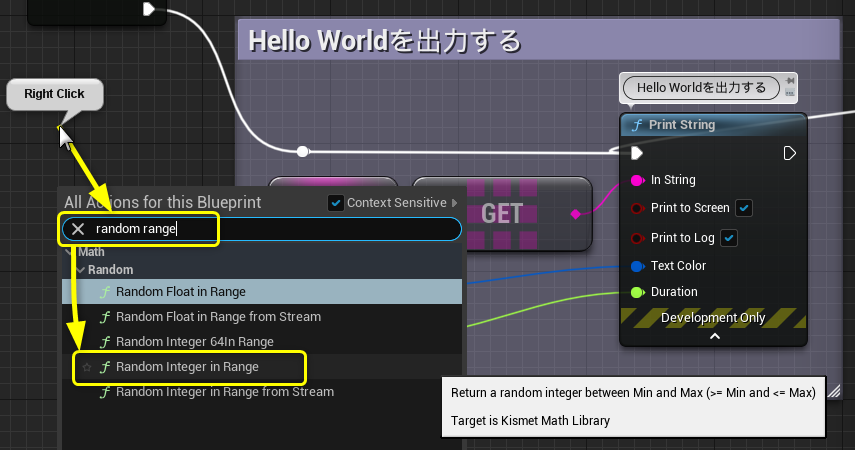 Hello Worldを出力する
Right Click
Hello Worldを出力する
f Print String
In String
GET
Print to Screen
Print to Log
Text Color
Duration
Development Only
All Actions for this Blueprint
Context Sensitive
random range
Math
Random
f Random Float in Range
f Random Float in Range from Stream
f Random Integer 64In Range
f Random Integer in Range
f Random Integer in Range from Stream
Return a random integer between Min and Max (>= Min and <= Max)
Target is Kismet Math Library